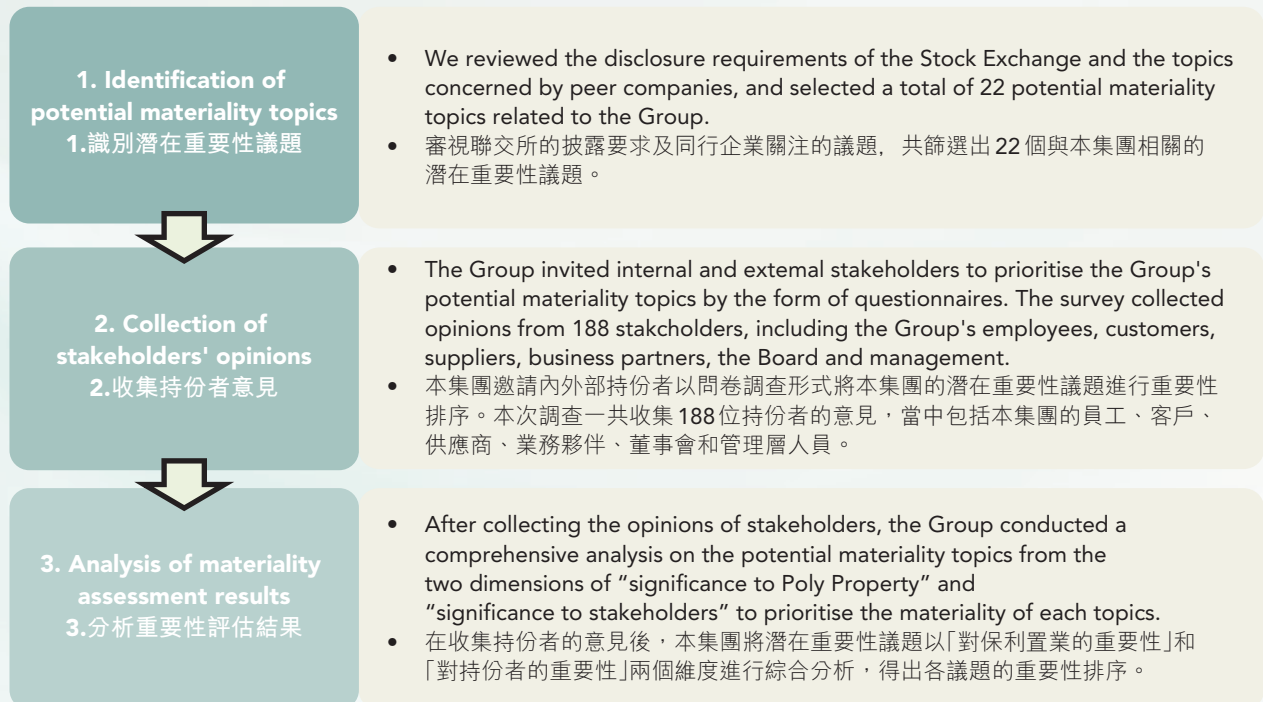 1. Identification of
potential materiality topics
1.識別潛在重要性議題
• We reviewed the disclosure requirements of the Stock Exchange and the topics
concerned by peer companies, and selected a total of 22 potential materiality
topics related to the Group.
• 審視聯交所的披露要求及同行企業關注的議題，共篩選出22個與本集團相關的
潛在重要性議題。
2. Collection of
stakeholders' opinions
2.收集持份者意見
• The Group invited internal and extemal stakeholders to prioritise the Group's
potential materiality topics by the form of questionnaires. The survey collected
opinions from 188 stakcholders, including the Group's employees, customers,
suppliers, business partners, the Board and management.
• 本集團邀請內外部持份者以問卷調查形式將本集團的潛在重要性議題進行重要性
排序。本次調查一共收集188位持份者的意見，當中包括本集團的員工、客戶、
供應商、業務夥伴、董事會和管理層人員。
3. Analysis of materiality
assessment results
3.分析重要性評估結果
• After collecting the opinions of stakeholders, the Group conducted a
comprehensive analysis on the potential materiality topics from the
two dimensions of “significance to Poly Property” and
“significance to stakeholders” to prioritise the materiality of each topics.
• 在收集持份者的意見後，本集團將潛在重要性議題以「對保利置業的重要性」和
「對持份者的重要性」兩個維度進行綜合分析，得出各議題的重要性排序。